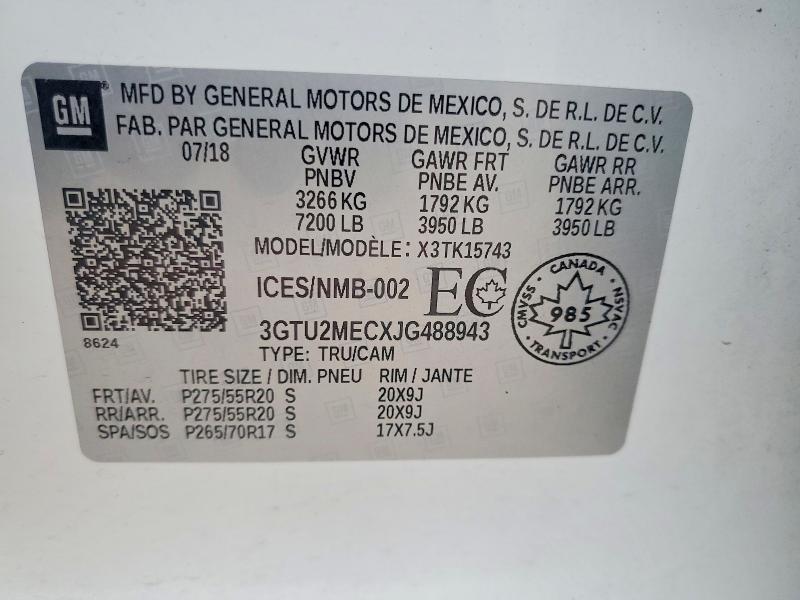 GM
MFD BY GENERAL MOTORS DE MEXICO, S. DE R.L. DE C.V.
FAB. PAR GENERAL MOTORS DE MEXICO, S. DE R.L. DE C.V.
07/18 GVWR GAWR FRT GAWR RR
PNBV PNBE AV. PNBE ARR.
3266 KG 1792 KG 1792 KG
7200 LB 3950 LB 3950 LB
MODEL/MODÈLE: X3TK15743
ICES/NMB-002 EC
CANADA
CMVSS 985 NSVAC
TRANSPORT
3GTU2MECXJG488943
8624
TYPE: TRU/CAM
TIRE SIZE / DIM. PNEU RIM / JANTE
FRT/AV. P275/55R20 S 20X9J
RR/ARR. P275/55R20 S 20X9J
SPA/SOS P265/70R17 S 17X7.5J